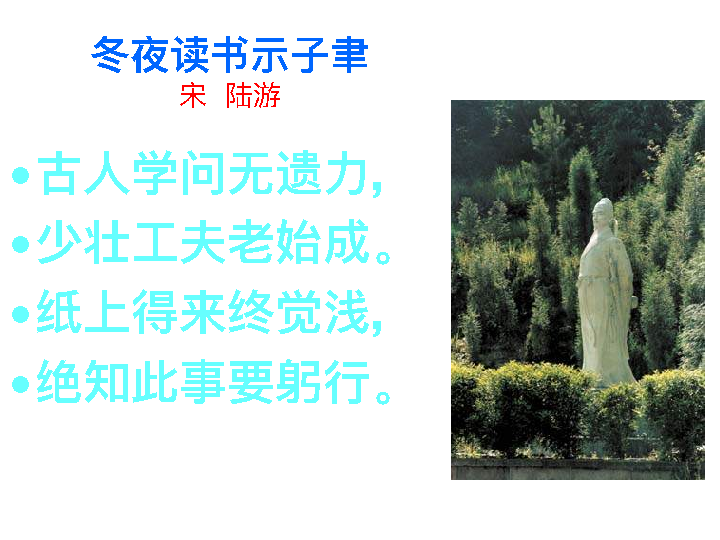 冬夜读书示子聿
宋 陆游
•古人学问无遗力，
•少壮工夫老始成。
•纸上得来终觉浅，
•绝知此事要躬行。